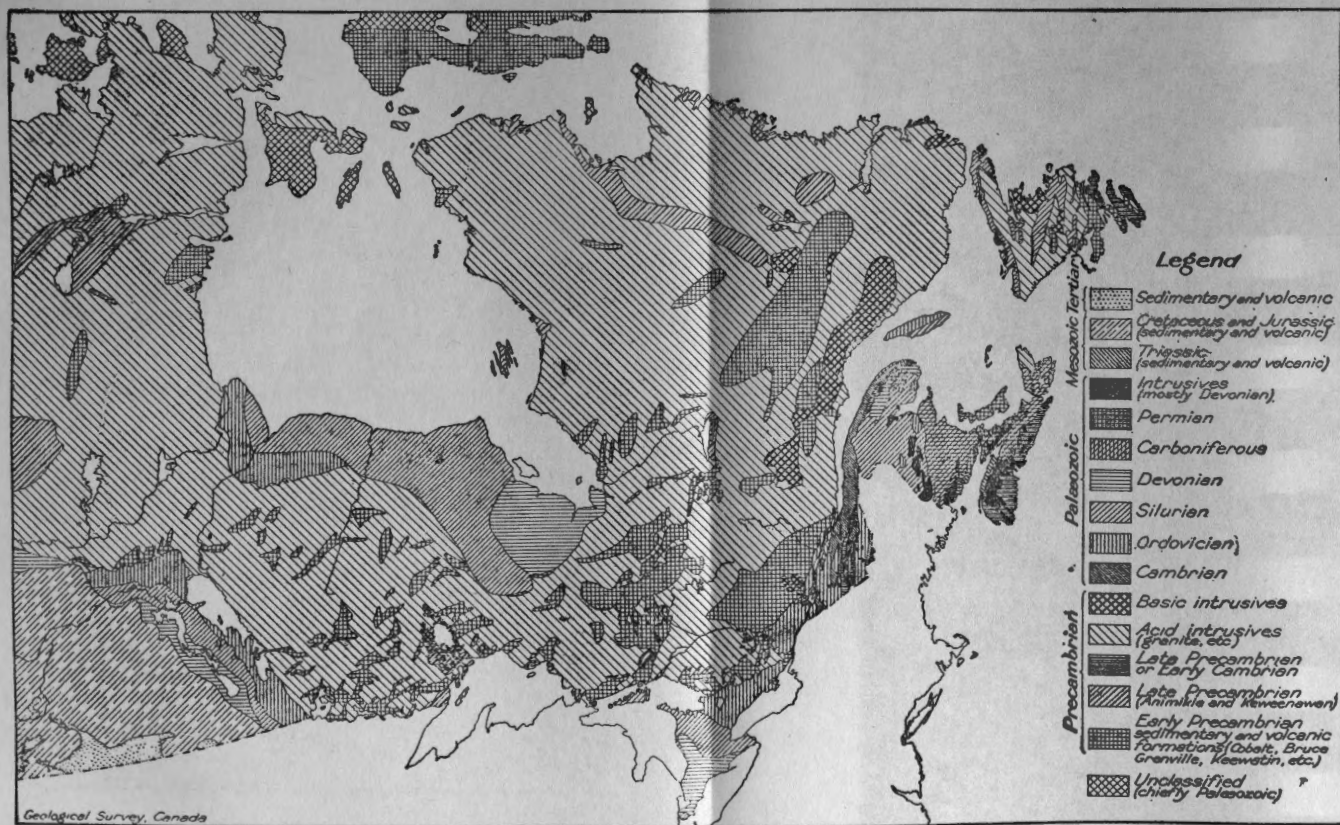 Legend
Tertiary
Sedimentary and volcanic
Mesozoic
Cretaceous and Jurassic
(sedimentary and volcanic)
Triassic
(sedimentary and volcanic)
Palæozoic
Intrusives
(mostly Devonian)
Permian
Carboniferous
Devonian
Silurian
Ordovician
Cambrian
Precambrian
Basic intrusives
Acid intrusives
(granite, etc.)
Late Precambrian
or Early Cambrian
Late Precambrian
(Animikie and Keweenawan)
Early Precambrian
sedimentary and volcanic
formations (Cobalt, Bruce
Grenville, Keewatin, etc.)
Unclassified
(chiefly Palæozoic)
Geological Survey, Canada